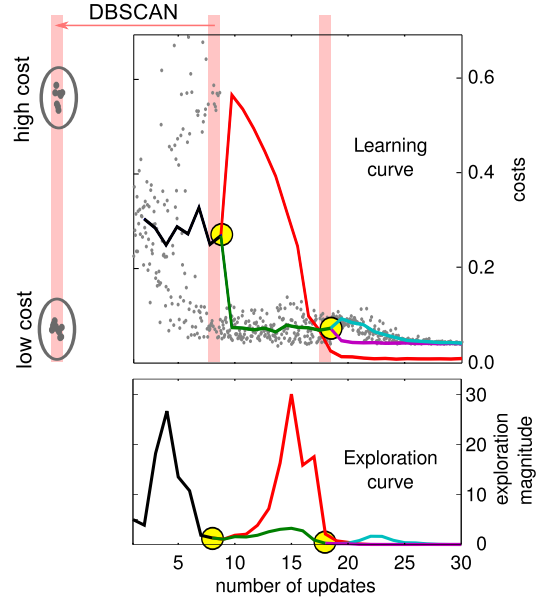 DBSCAN
high cost
low cost
Learning
curve
0.6
0.4
0.2
0.0
costs
Exploration
curve
30
20
10
0
exploration
magnitude
5 10 15 20 25 30
number of updates